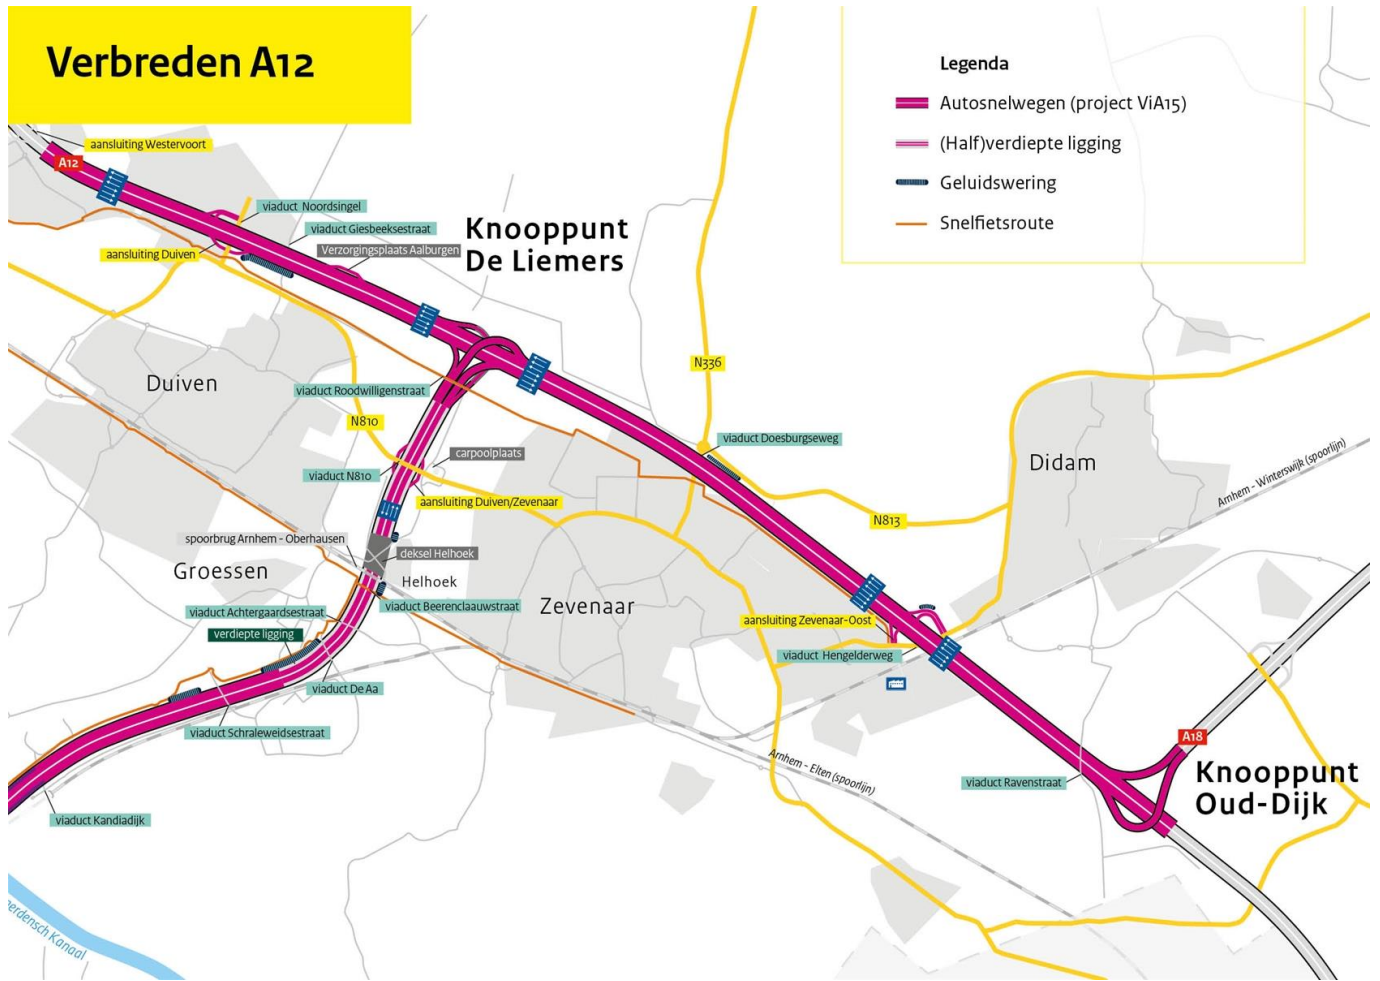 Verbreden A12
Legenda
Autosnelwegen (project ViA15)
(Half)verdiepte ligging
Geluidswering
Snelfietsroute
aansluiting Westervoort
A12
viaduct Noordsingel
viaduct Giesbeeksestraat
aansluiting Duiven
Verzorgingsplaats Aalburgen
Knooppunt
De Liemers
N336
Duiven
viaduct Roodwilligenstraat
N810
viaduct Doesburgseweg
carpoolplaats
Didam
viaduct N810
Arnhem - Winterswijk (spoorlijn)
aansluiting Duiven/Zevenaar
N813
spoorbrug Arnhem - Oberhausen
deksel Helhoek
Groessen
Helhoek
viaduct Achtergaardsestraat
viaduct Beerenclaauwstraat
Zevenaar
aansluiting Zevenaar-Oost
verdiepte ligging
viaduct Hengelderweg
viaduct De Aa
viaduct Schraleweidsestraat
A18
Arnhem - Elten (spoorlijn)
Knooppunt
Oud-Dijk
viaduct Ravenstraat
viaduct Kandiadijk
Kanaal